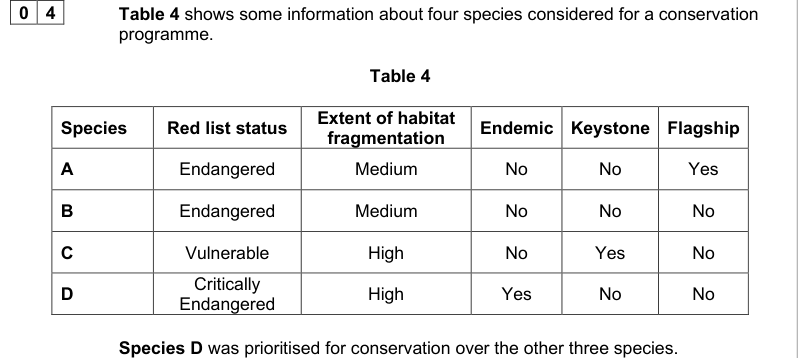 0 4 Table 4 shows some information about four species considered for a conservation
programme.
Table 4
Species Red list status Extent of habitat fragmentation Endemic Keystone Flagship
A Endangered Medium No No Yes
B Endangered Medium No No No
C Vulnerable High No Yes No
D Critically Endangered High Yes No No
Species D was prioritised for conservation over the other three species.